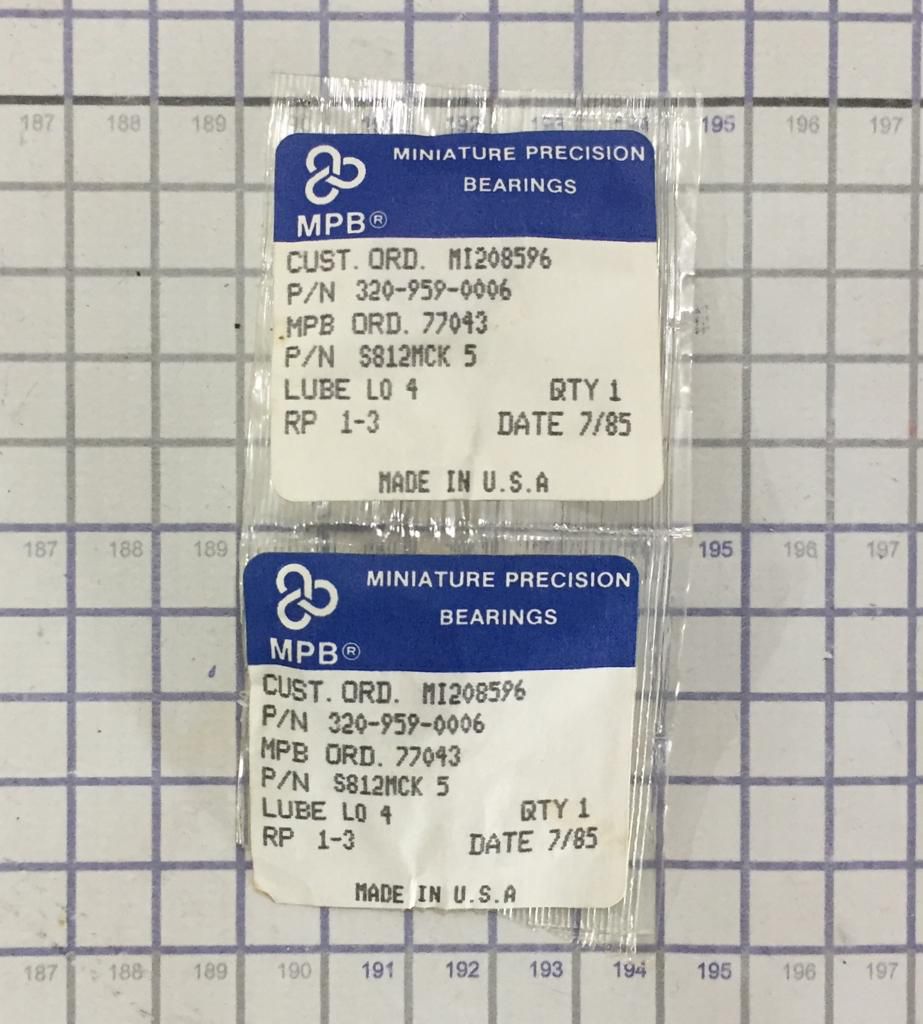 187 188 189 195 196 197
MINIATURE PRECISION
BEARINGS
MPB®
CUST. ORD. MI208596
P/N 320-959-0006
MPB ORD. 77043
P/N S812MCK 5
LUBE LO 4 QTY 1
RP 1-3 DATE 7/85
MADE IN U.S.A
187 188 189 195 196 197
MINIATURE PRECISION
BEARINGS
MPB®
CUST. ORD. MI208596
P/N 320-959-0006
MPB ORD. 77043
P/N S812MCK 5
LUBE LO 4 QTY 1
RP 1-3 DATE 7/85
MADE IN U.S.A
187 188 189 190 191 192 193 194 195 196 197